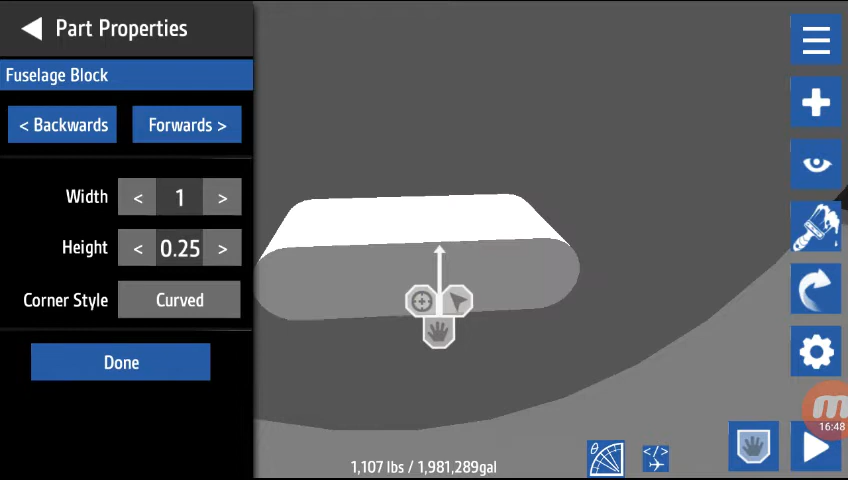 Part Properties
Fuselage Block
< Backwards
Forwards >
Width < 1 >
Height < 0.25 >
Corner Style Curved
Done
16:48
1,107 lbs / 1,981,289gal